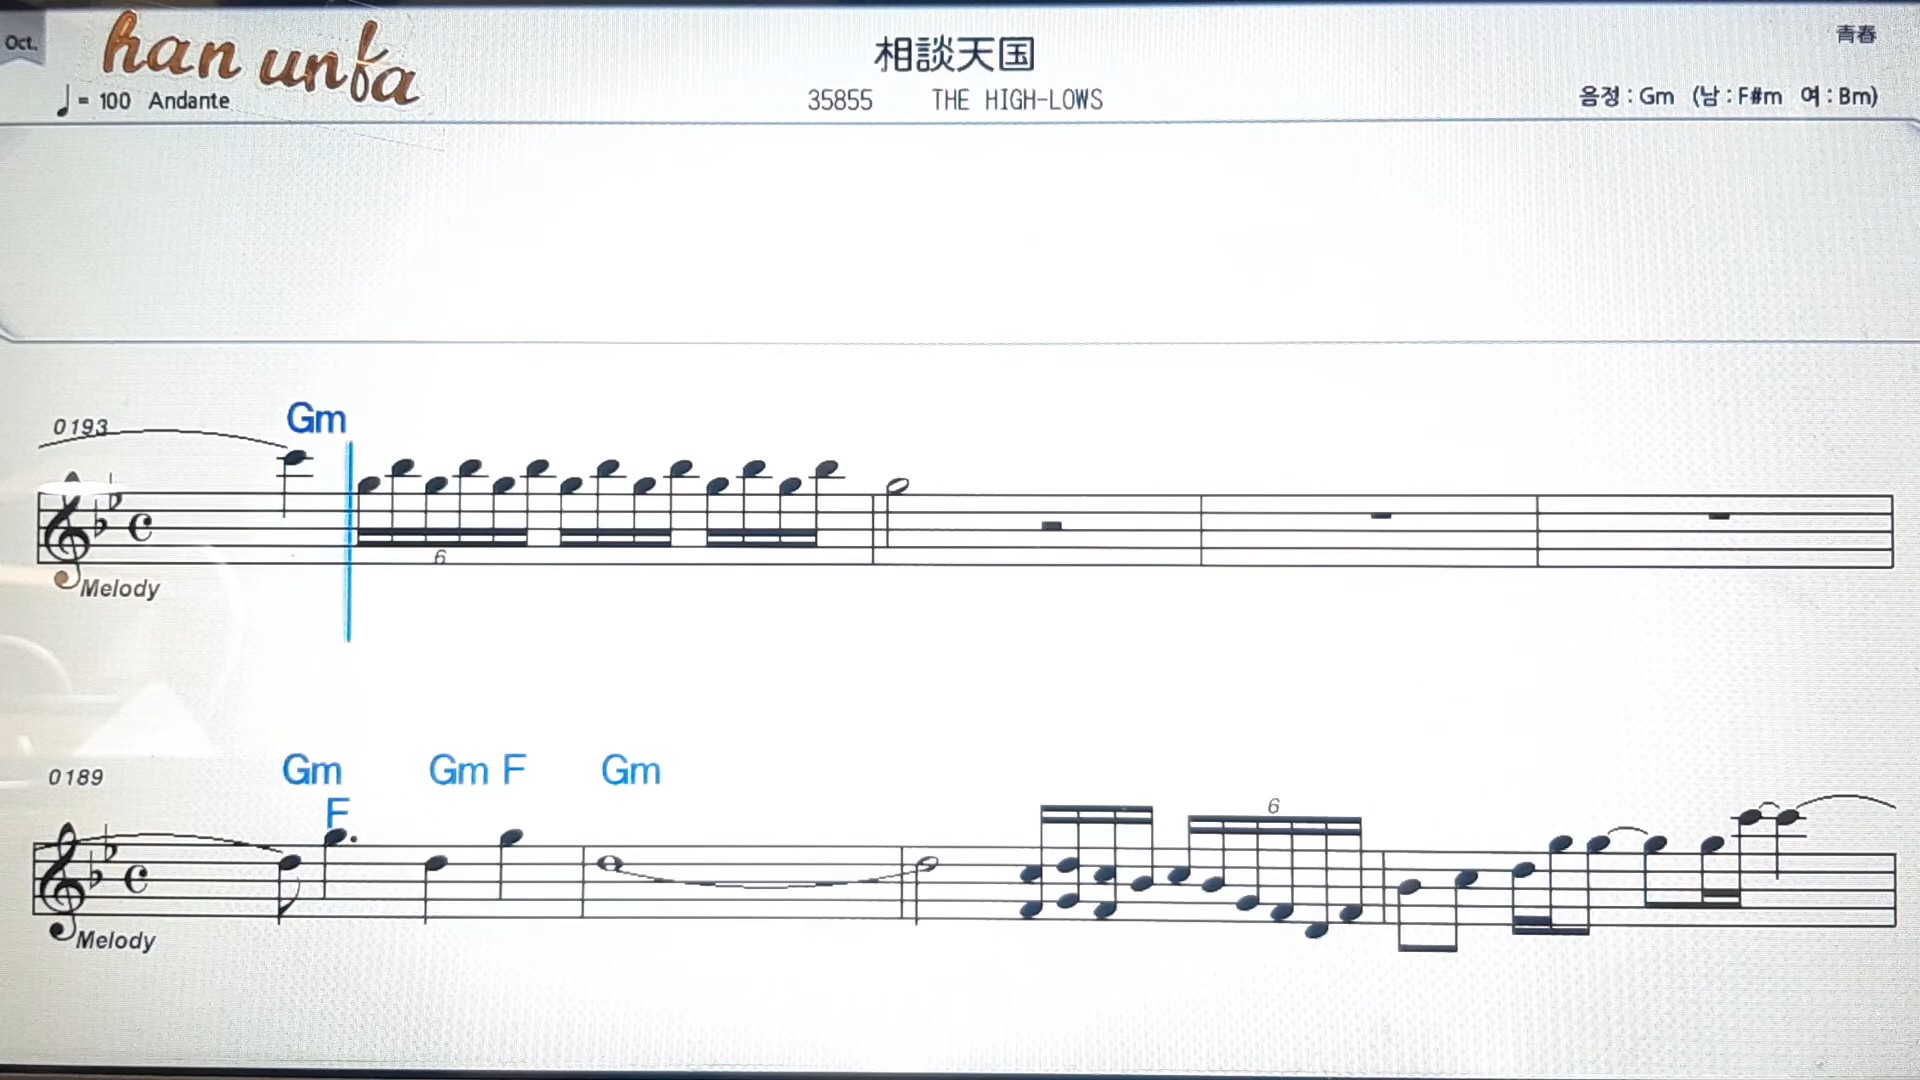 Oct.
han unfa
相談天国
青春
♩= 100 Andante
35855 THE HIGH-LOWS
음정 : Gm (남 : F#m 여 : Bm)
0193
Gm
6
Melody
0189
Gm Gm F Gm
F
6
Melody